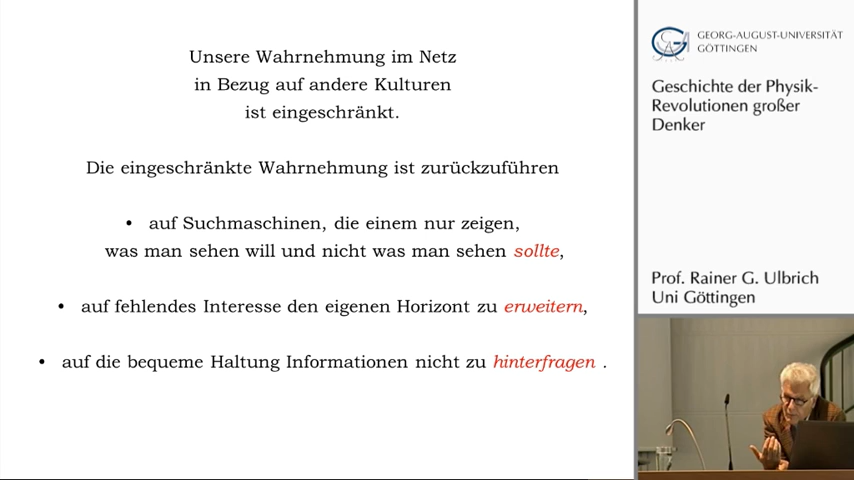 Unsere Wahrnehmung im Netz
in Bezug auf andere Kulturen
ist eingeschränkt.
Die eingeschränkte Wahrnehmung ist zurückzuführen
• auf Suchmaschinen, die einem nur zeigen,
was man sehen will und nicht was man sehen sollte,
• auf fehlendes Interesse den eigenen Horizont zu erweitern,
• auf die bequeme Haltung Informationen nicht zu hinterfragen .
GEORG-AUGUST-UNIVERSITÄT
GÖTTINGEN
Geschichte der Physik-
Revolutionen großer
Denker
Prof. Rainer G. Ulbrich
Uni Göttingen